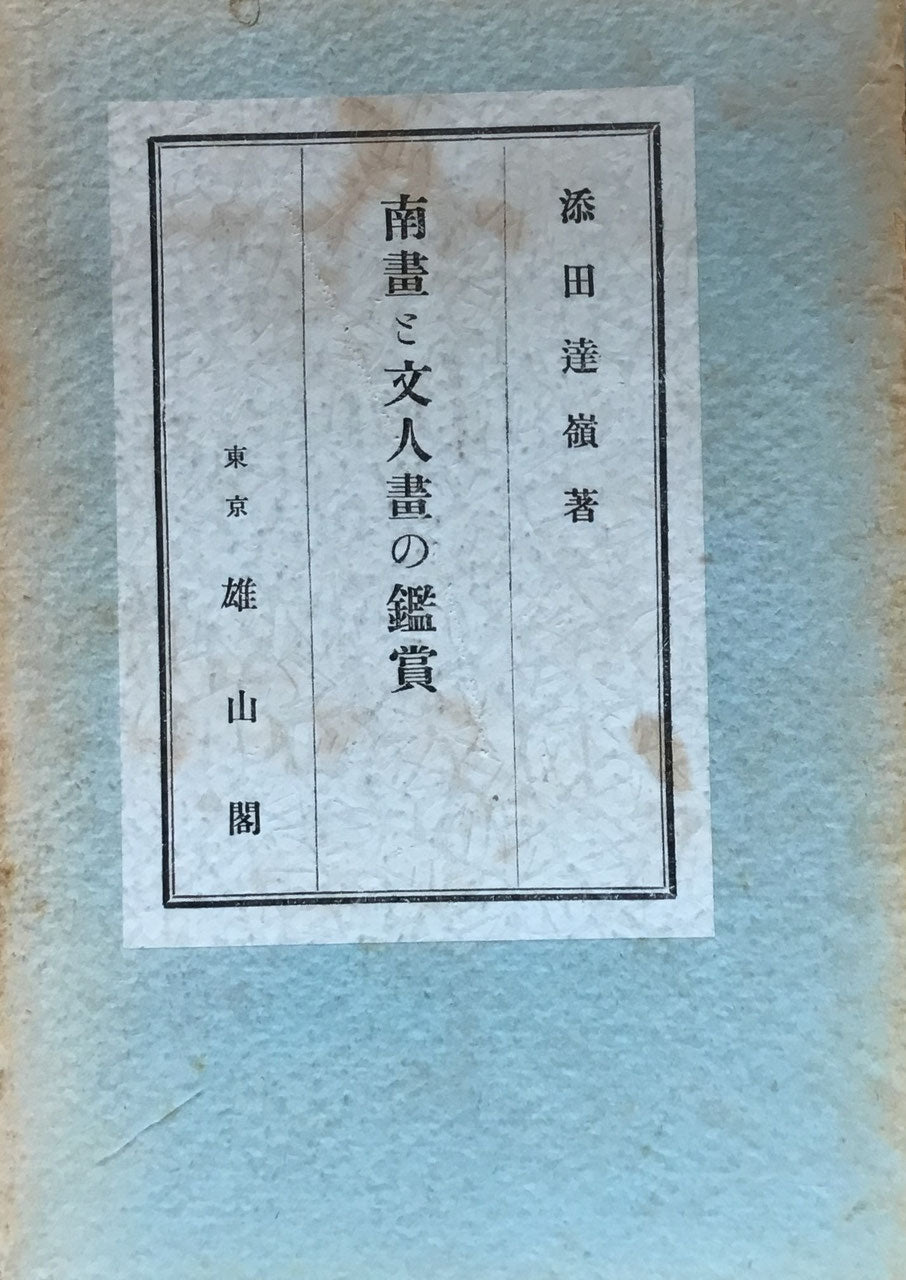 添田達嶺著
南畫と文人畫の鑑賞
東京 雄山閣